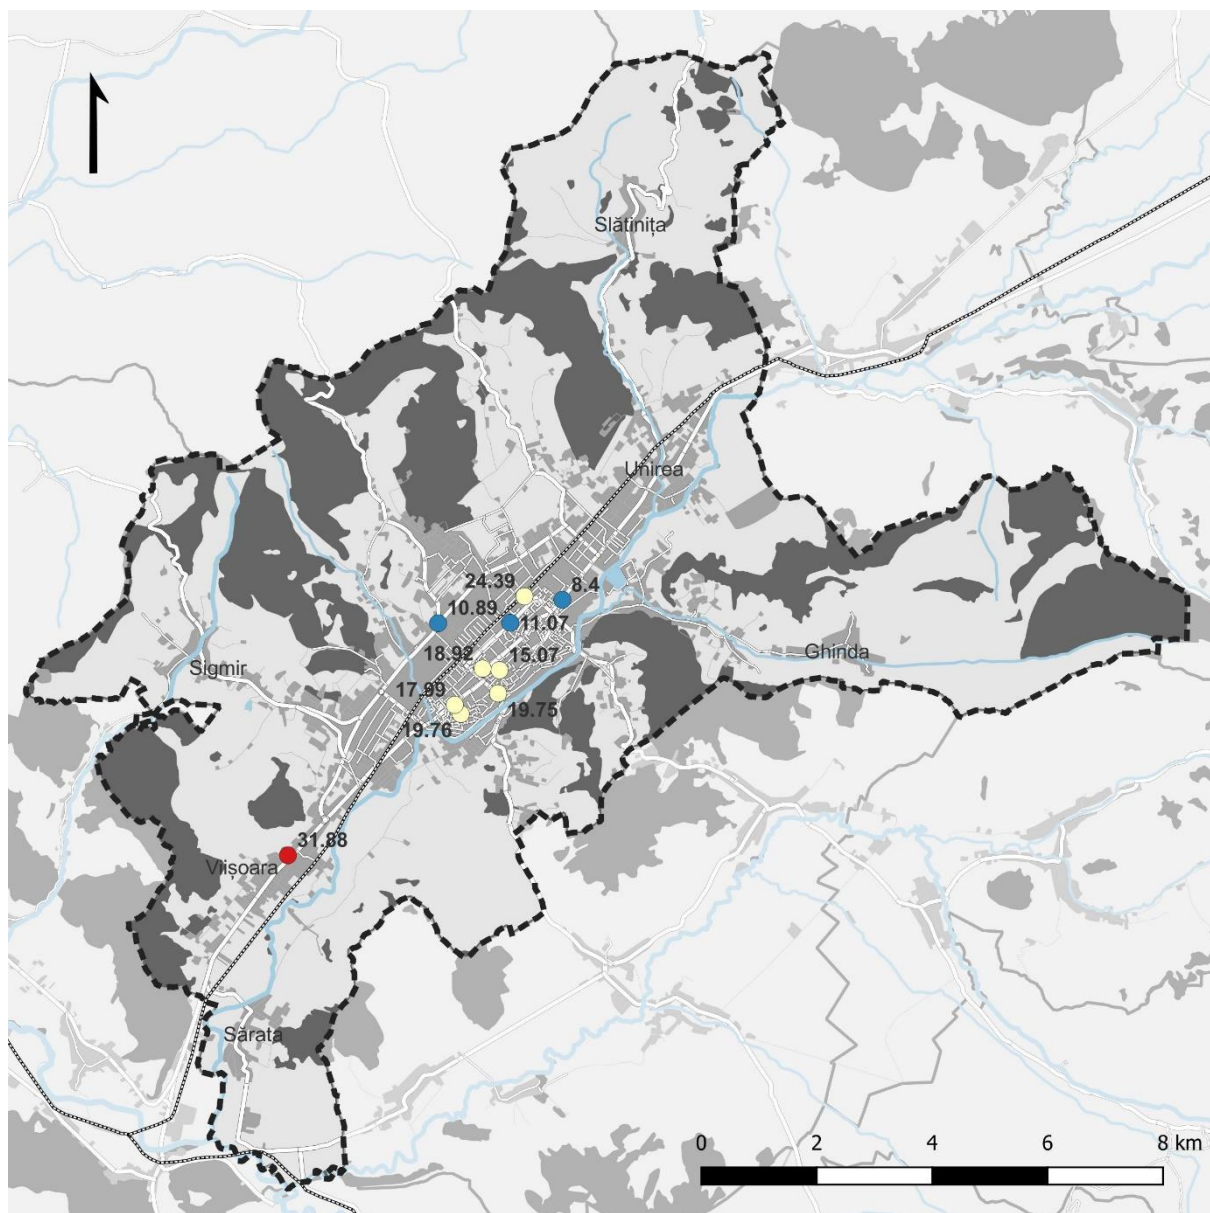 Slătinița
Unirea
24.39
8.4
10.89
11.07
18.92
15.07
Ghinda
Sigmir
17.99
19.75
19.76
31.88
Viișoara
Sărata
0 2 4 6 8 km